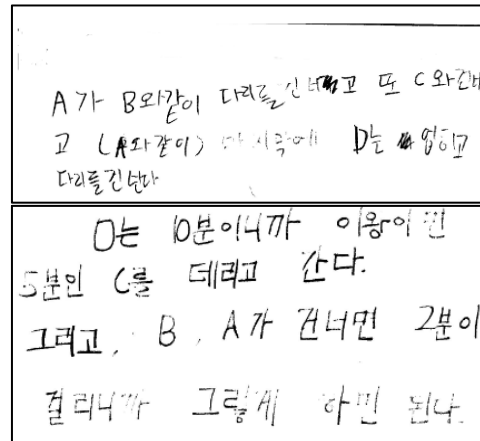 A가 B와같이 다리를 건너고 또 C와건너
고 (A와같이) 마지막에 D는 업히고
다리를 건넌다
D는 10분이니까 이왕이면
5분인 C를 데리고 간다.
그리고, B, A가 건너면 2분이
걸리니까 그렇게 하면 된다.